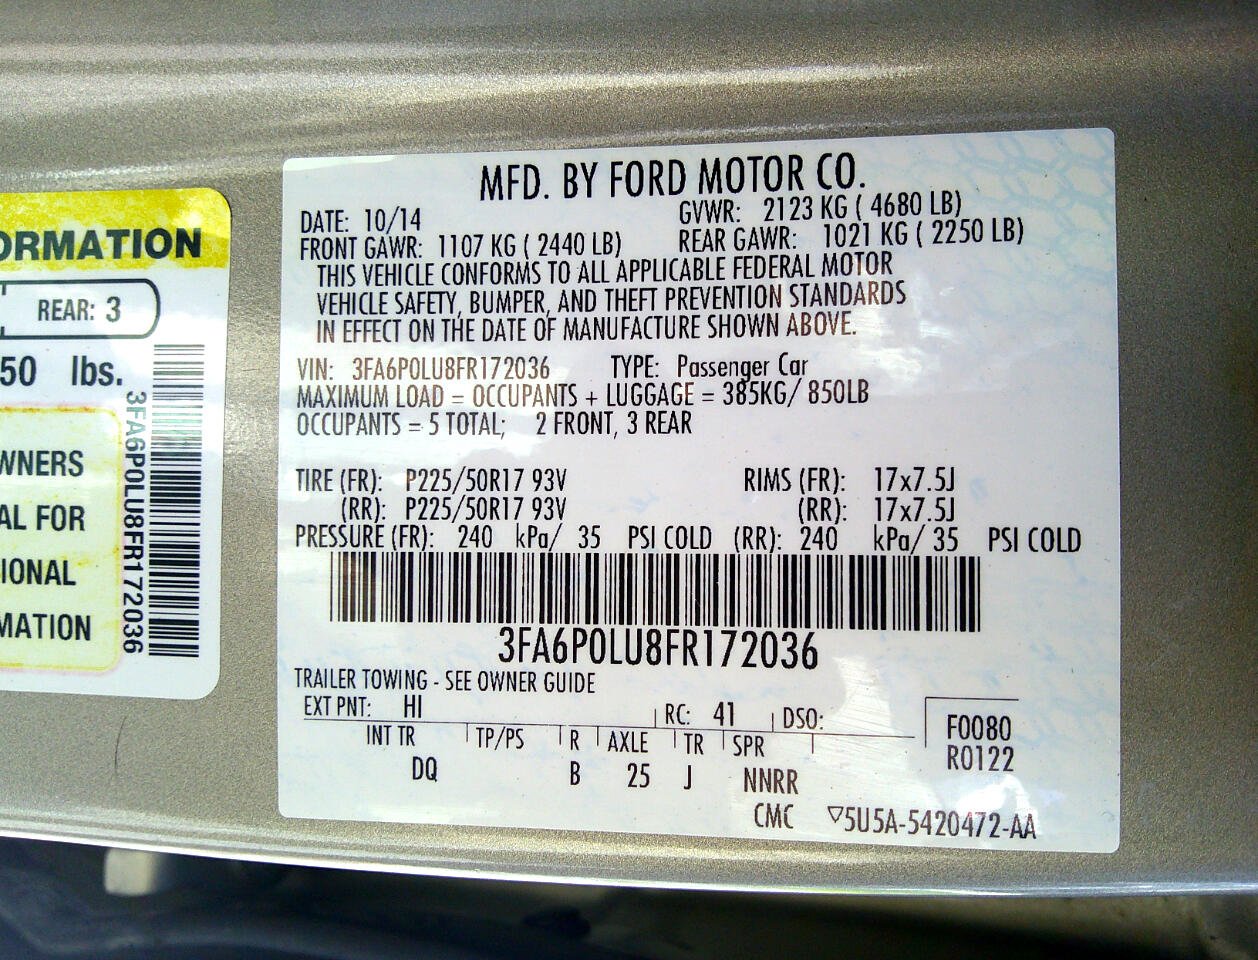 ORMATION
REAR: 3
50 lbs.
3FA6P0LU8FR172036
WNERS
AL FOR
IONAL
MATION
MFD. BY FORD MOTOR CO.
DATE: 10/14 GVWR: 2123 KG ( 4680 LB)
FRONT GAWR: 1107 KG ( 2440 LB) REAR GAWR: 1021 KG ( 2250 LB)
THIS VEHICLE CONFORMS TO ALL APPLICABLE FEDERAL MOTOR
VEHICLE SAFETY, BUMPER, AND THEFT PREVENTION STANDARDS
IN EFFECT ON THE DATE OF MANUFACTURE SHOWN ABOVE.
VIN: 3FA6P0LU8FR172036 TYPE: Passenger Car
MAXIMUM LOAD = OCCUPANTS + LUGGAGE = 385KG/ 850LB
OCCUPANTS = 5 TOTAL; 2 FRONT, 3 REAR
TIRE (FR): P225/50R17 93V RIMS (FR): 17x7.5J
(RR): P225/50R17 93V (RR): 17x7.5J
PRESSURE (FR): 240 kPa/ 35 PSI COLD (RR): 240 kPa/ 35 PSI COLD
3FA6P0LU8FR172036
TRAILER TOWING - SEE OWNER GUIDE
EXT PNT: HI RC: 41 DSO: F0080
INT TR TP/PS R AXLE TR SPR R0122
DQ B 25 J NNRR
CMC ▽5U5A-5420472-AA